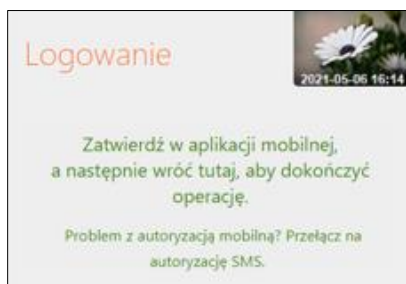 Logowanie
2021-05-06 16:14
Zatwierdź w aplikacji mobilnej,
a następnie wróć tutaj, aby dokończyć
operację.
Problem z autoryzacją mobilną? Przełącz na
autoryzację SMS.